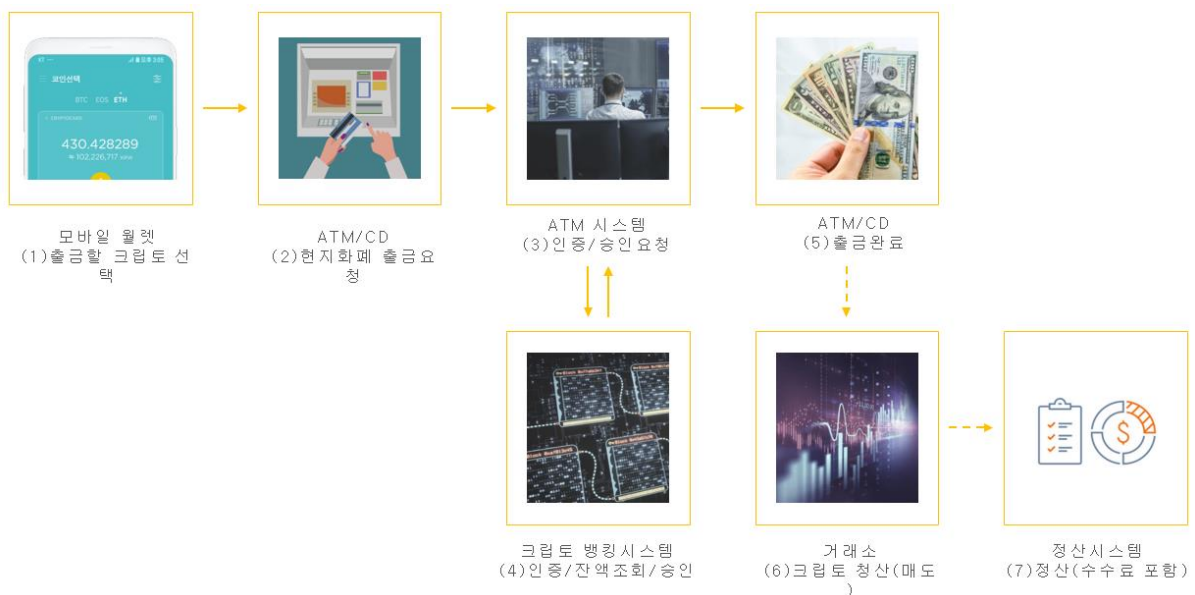 코인선택
BTC EOS ETH
430.428289
≈ 102,226,717 KRW
모바일 월렛
(1)출금할 크립토 선
택
ATM/CD
(2)현지화폐 출금요
청
ATM 시스템
(3)인증/승인요청
ATM/CD
(5)출금완료
크립토 뱅킹시스템
(4)인증/잔액조회/승인
거래소
(6)크립토 청산(매도
)
정산시스템
(7)정산(수수료 포함)